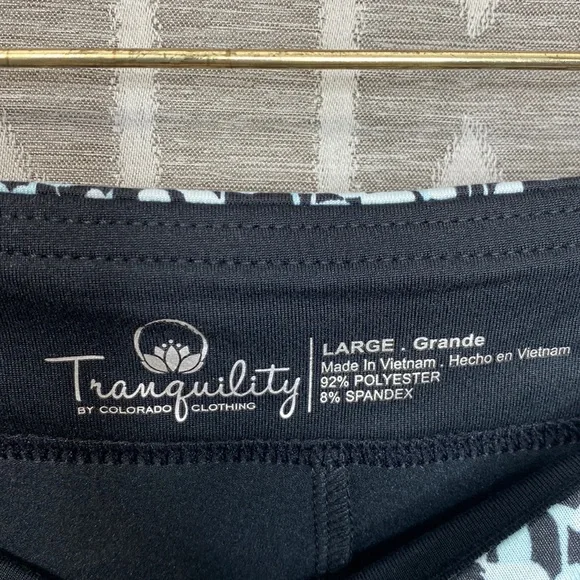 Tranquility
BY COLORADO CLOTHING
LARGE . Grande
Made In Vietnam . Hecho en Vietnam
92% POLYESTER
8% SPANDEX